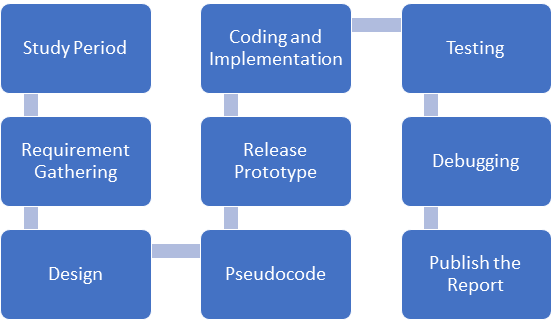 Study Period
Requirement
Gathering
Design
Pseudocode
Release
Prototype
Coding and
Implementation
Testing
Debugging
Publish the
Report